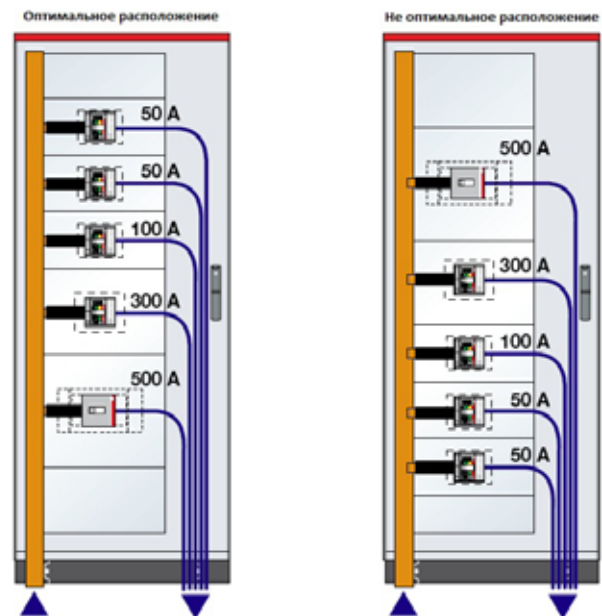 Оптимальное расположение
50 A
50 A
100 A
300 A
500 A
Не оптимальное расположение
500 A
300 A
100 A
50 A
50 A